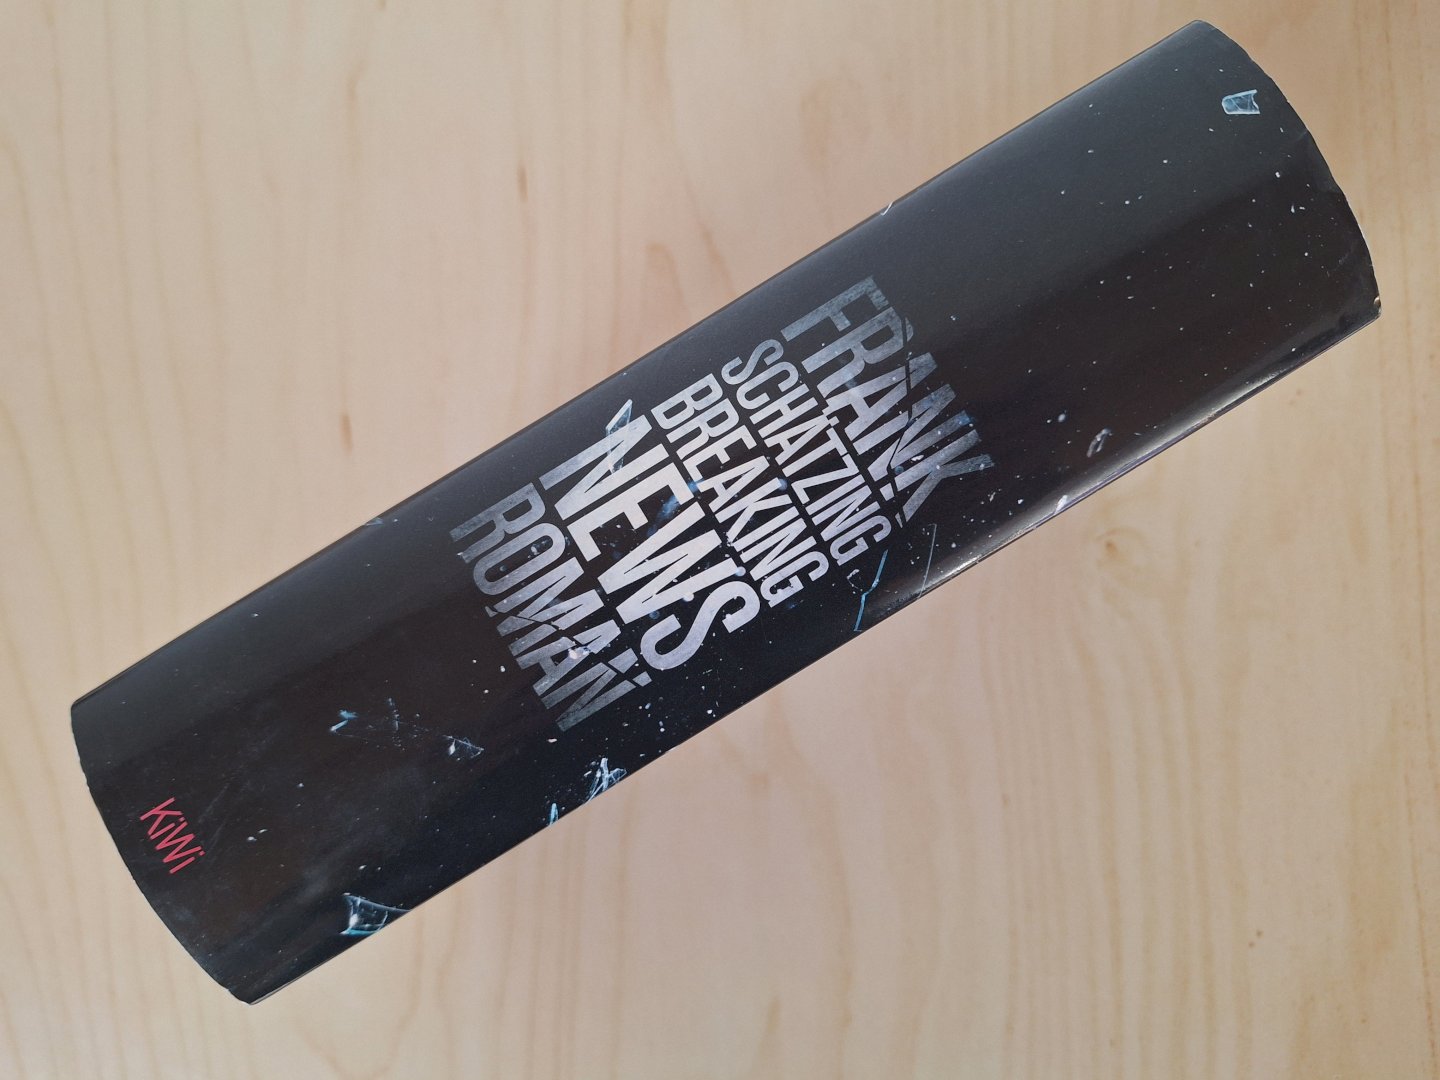 FRANK
SCHÄTZING
BREAKING
NEWS
ROMAN
KiWi